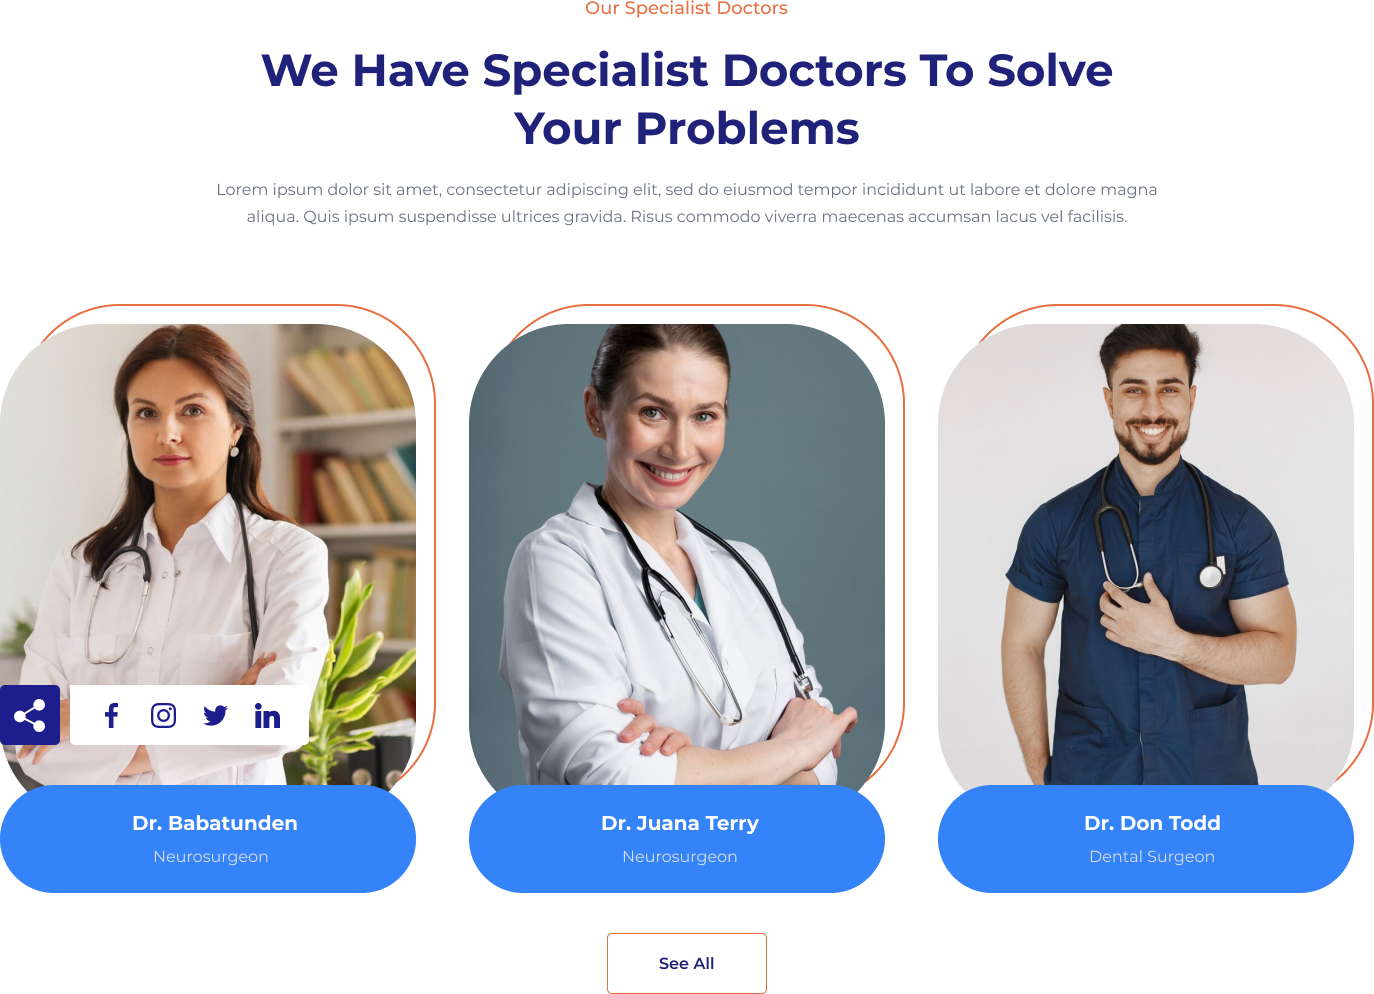 Our Specialist Doctors
We Have Specialist Doctors To Solve
Your Problems
Lorem ipsum dolor sit amet, consectetur adipiscing elit, sed do eiusmod tempor incididunt ut labore et dolore magna
aliqua. Quis ipsum suspendisse ultrices gravida. Risus commodo viverra maecenas accumsan lacus vel facilisis.
Dr. Babatunden
Neurosurgeon
Dr. Juana Terry
Neurosurgeon
Dr. Don Todd
Dental Surgeon
See All